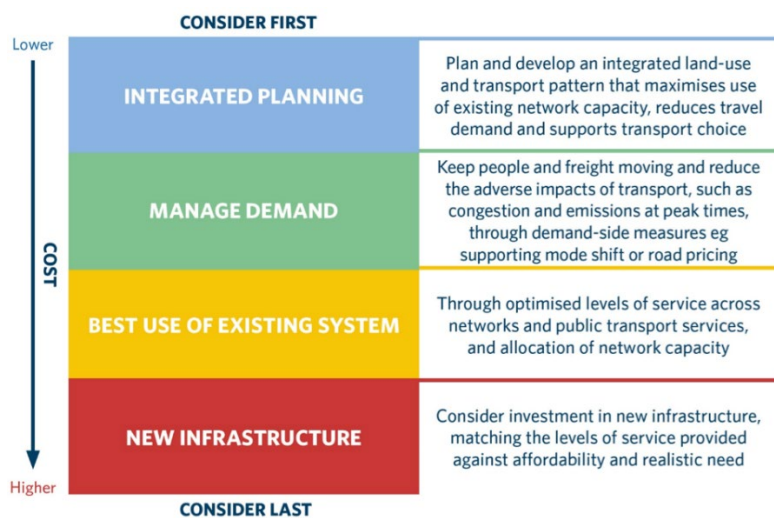 CONSIDER FIRST
Lower
INTEGRATED PLANNING
Plan and develop an integrated land-use
and transport pattern that maximises use
of existing network capacity, reduces travel
demand and supports transport choice
MANAGE DEMAND
Keep people and freight moving and reduce
the adverse impacts of transport, such as
congestion and emissions at peak times,
through demand-side measures eg
supporting mode shift or road pricing
COST
BEST USE OF EXISTING SYSTEM
Through optimised levels of service across
networks and public transport services,
and allocation of network capacity
NEW INFRASTRUCTURE
Consider investment in new infrastructure,
matching the levels of service provided
against affordability and realistic need
Higher
CONSIDER LAST